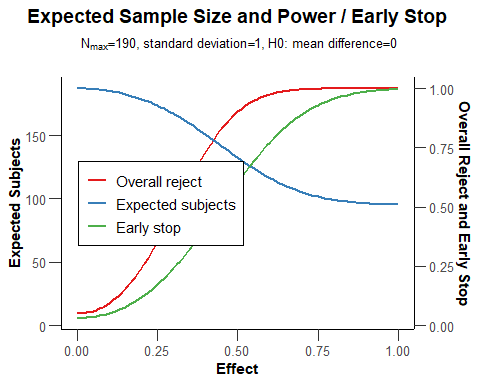 Expected Sample Size and Power / Early Stop
Nmax=190, standard deviation=1, H0: mean difference=0
Expected Subjects
150
100
50
0
Overall reject
Expected subjects
Early stop
1.00
0.75
0.50
0.25
0.00
Overall Reject and Early Stop
0.00 0.25 0.50 0.75 1.00
Effect